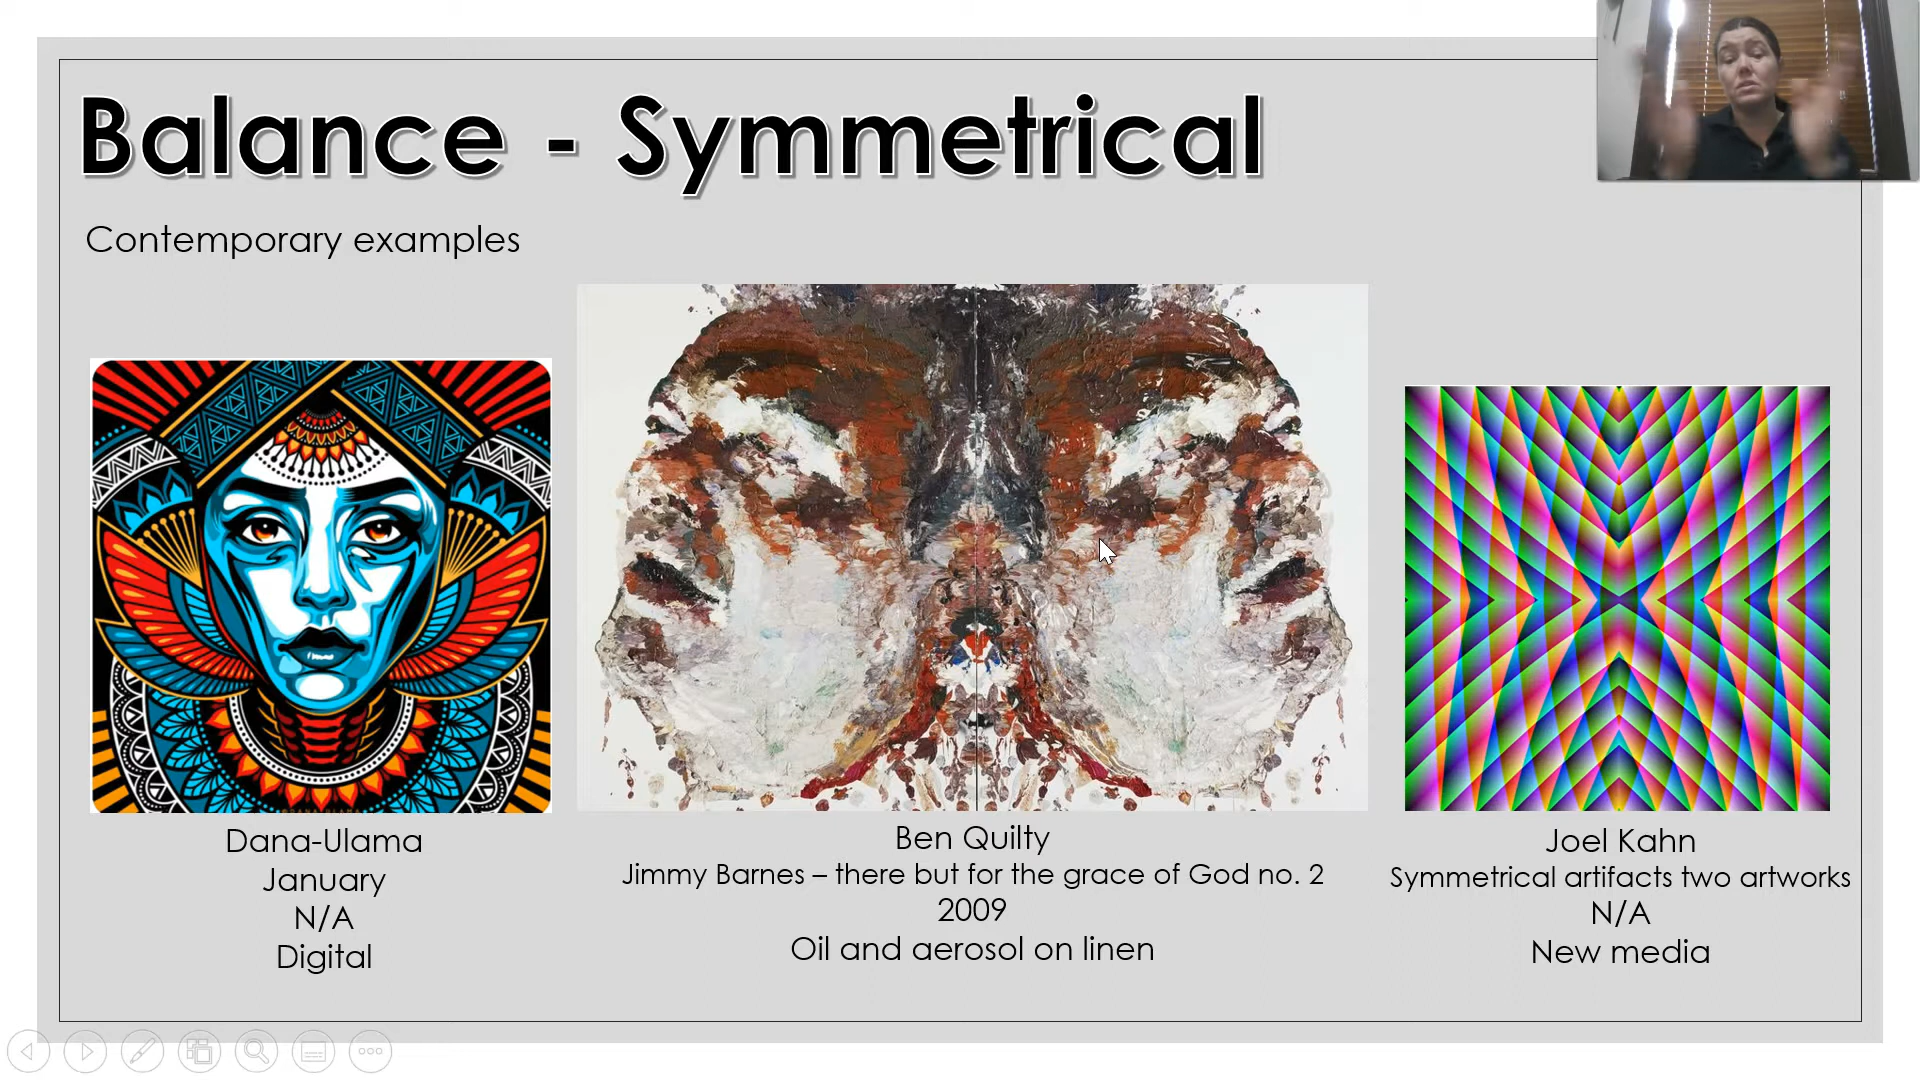 Balance - Symmetrical
Contemporary examples
Dana-Ulama
January
N/A
Digital
Ben Quilty
Jimmy Barnes – there but for the grace of God no. 2
2009
Oil and aerosol on linen
Joel Kahn
Symmetrical artifacts two artworks
N/A
New media